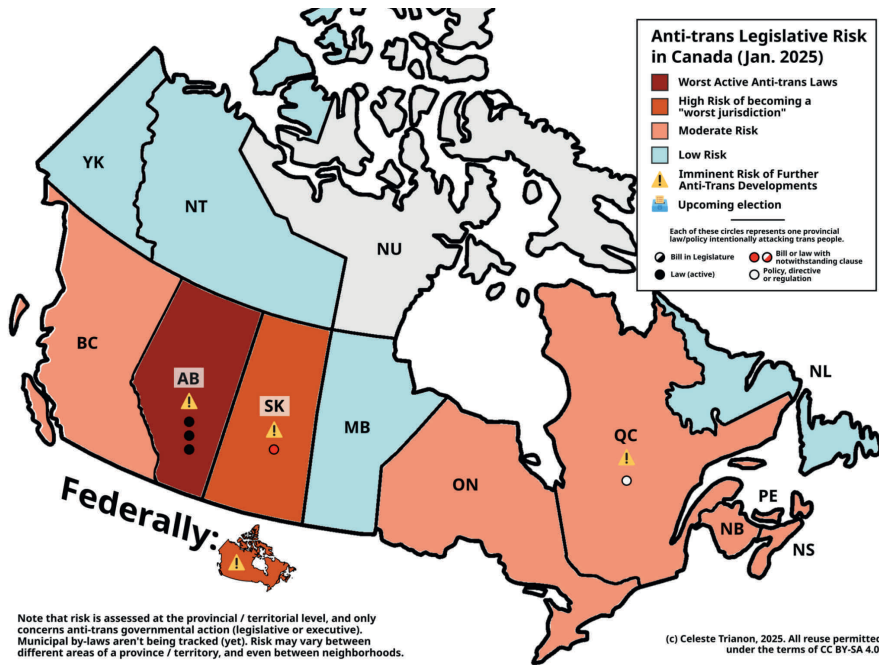 Anti-trans Legislative Risk
in Canada (Jan. 2025)
Worst Active Anti-trans Laws
High Risk of becoming a
"worst jurisdiction"
Moderate Risk
Low Risk
Imminent Risk of Further
Anti-Trans Developments
Upcoming election
Each of these circles represents one provincial
law/policy intentionally attacking trans people.
Bill in Legislature
Bill or law with
notwithstanding clause
Law (active)
Policy, directive
or regulation
YK
NT
NU
BC
AB
SK
MB
ON
QC
NL
PE
NB
NS
Federally:
Note that risk is assessed at the provincial / territorial level, and only
concerns anti-trans governmental action (legislative or executive).
Municipal by-laws aren't being tracked (yet). Risk may vary between
different areas of a province / territory, and even between neighborhoods.
(c) Celeste Trianon, 2025. All reuse permitted
under the terms of CC BY-SA 4.0